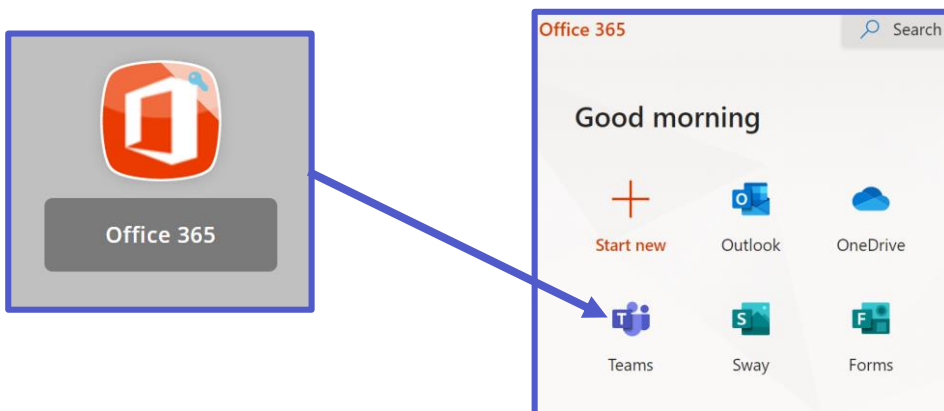 Office 365
Office 365
Search
Good morning
Start new
Outlook
OneDrive
Teams
Sway
Forms